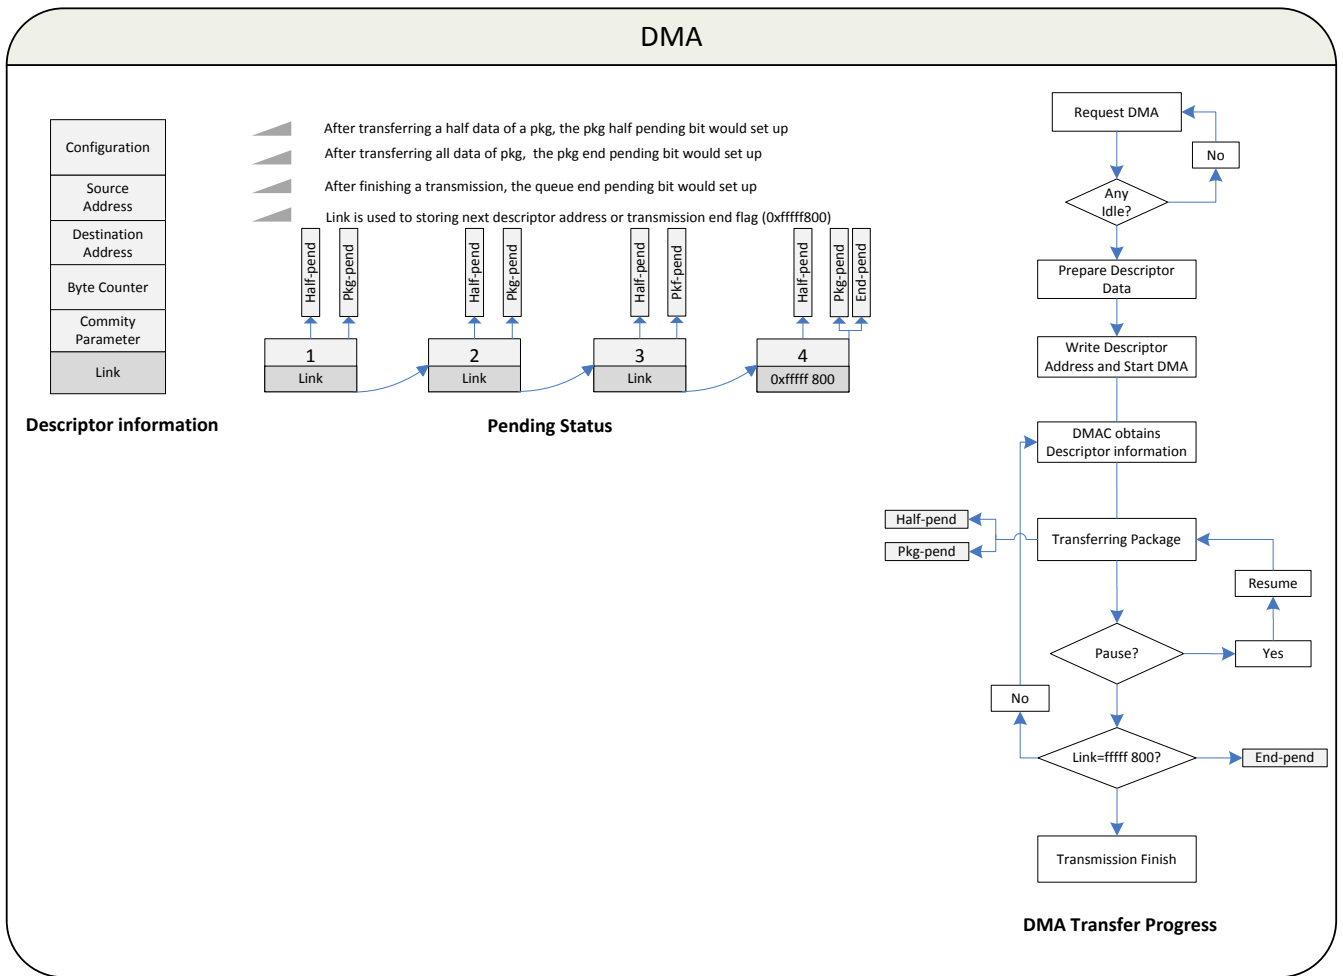 DMA
Configuration
Source
Address
Destination
Address
Byte Counter
Commity
Parameter
Link
Descriptor information
After transferring a half data of a pkg, the pkg half pending bit would set up
After transferring all data of pkg,  the pkg end pending bit would set up
After finishing a transmission, the queue end pending bit would set up
Link is used to storing next descriptor address or transmission end flag (0xfffff800)
Half-pend
Pkg-pend
Half-pend
Pkg-pend
Half-pend
Pkf-pend
Half-pend
Pkg-pend
End-pend
1
Link
2
Link
3
Link
4
0xfffff 800
Pending Status
Request DMA
No
Any
Idle?
Prepare Descriptor
Data
Write Descriptor
Address and Start DMA
DMAC obtains
Descriptor information
Half-pend
Pkg-pend
Transferring Package
Resume
Pause?
Yes
No
Link=fffff 800?
End-pend
Transmission Finish
DMA Transfer Progress